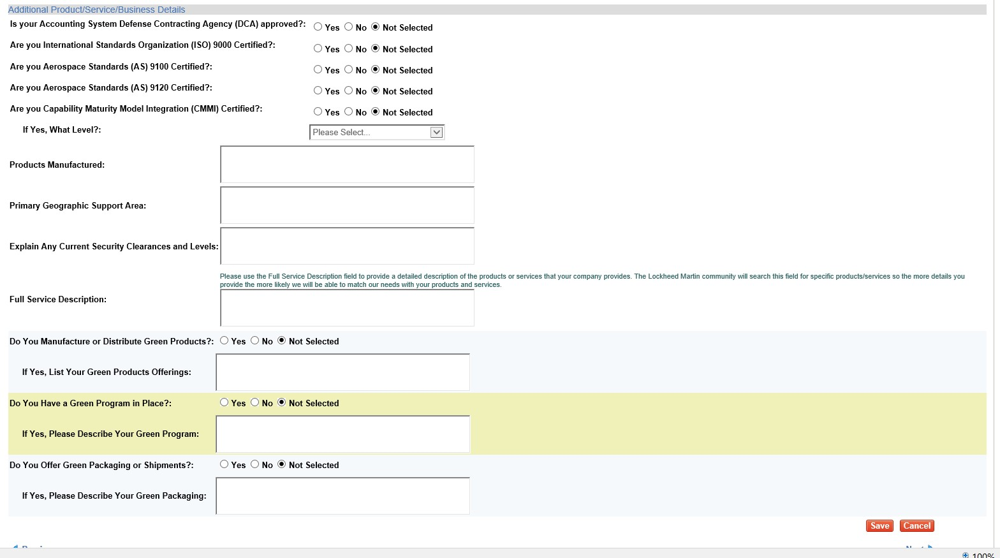 Additional Product/Service/Business Details
Is your Accounting System Defense Contracting Agency (DCA) approved?: Yes No Not Selected
Are you International Standards Organization (ISO) 9000 Certified?: Yes No Not Selected
Are you Aerospace Standards (AS) 9100 Certified?: Yes No Not Selected
Are you Aerospace Standards (AS) 9120 Certified?: Yes No Not Selected
Are you Capability Maturity Model Integration (CMMI) Certified?: Yes No Not Selected
If Yes, What Level?: Please Select...
Products Manufactured:
Primary Geographic Support Area:
Explain Any Current Security Clearances and Levels:
Please use the Full Service Description field to provide a detailed description of the products or services that your company provides. The Lockheed Martin community will search this field for specific products/services so the more details you
provide the more likely we will be able to match our needs with your products and services.
Full Service Description:
Do You Manufacture or Distribute Green Products?: Yes No Not Selected
If Yes, List Your Green Products Offerings:
Do You Have a Green Program in Place?: Yes No Not Selected
If Yes, Please Describe Your Green Program:
Do You Offer Green Packaging or Shipments?: Yes No Not Selected
If Yes, Please Describe Your Green Packaging:
Save Cancel
100%